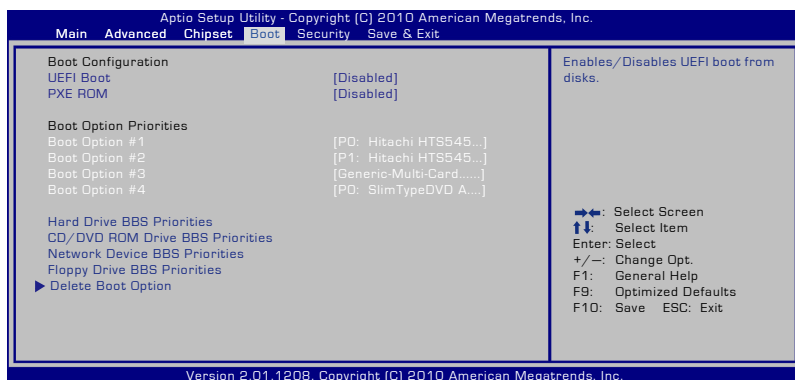 Aptio Setup Utility - Copyright (C) 2010 American Megatrends, Inc.
Main Advanced Chipset Boot Security Save & Exit
Boot Configuration
UEFI Boot [Disabled]
PXE ROM [Disabled]
Boot Option Priorities
Boot Option #1 [P0: Hitachi HTS545...]
Boot Option #2 [P1: Hitachi HTS545...]
Boot Option #3 [Generic-Multi-Card......]
Boot Option #4 [P0: SlimTypeDVD A....]
Hard Drive BBS Priorities
CD/DVD ROM Drive BBS Priorities
Network Device BBS Priorities
Floppy Drive BBS Priorities
Delete Boot Option
Enables/Disables UEFI boot from
disks.
→←: Select Screen
↑↓: Select Item
Enter: Select
+/—: Change Opt.
F1: General Help
F9: Optimized Defaults
F10: Save ESC: Exit
Version 2.01.1208. Copyright (C) 2010 American Megatrends, Inc.